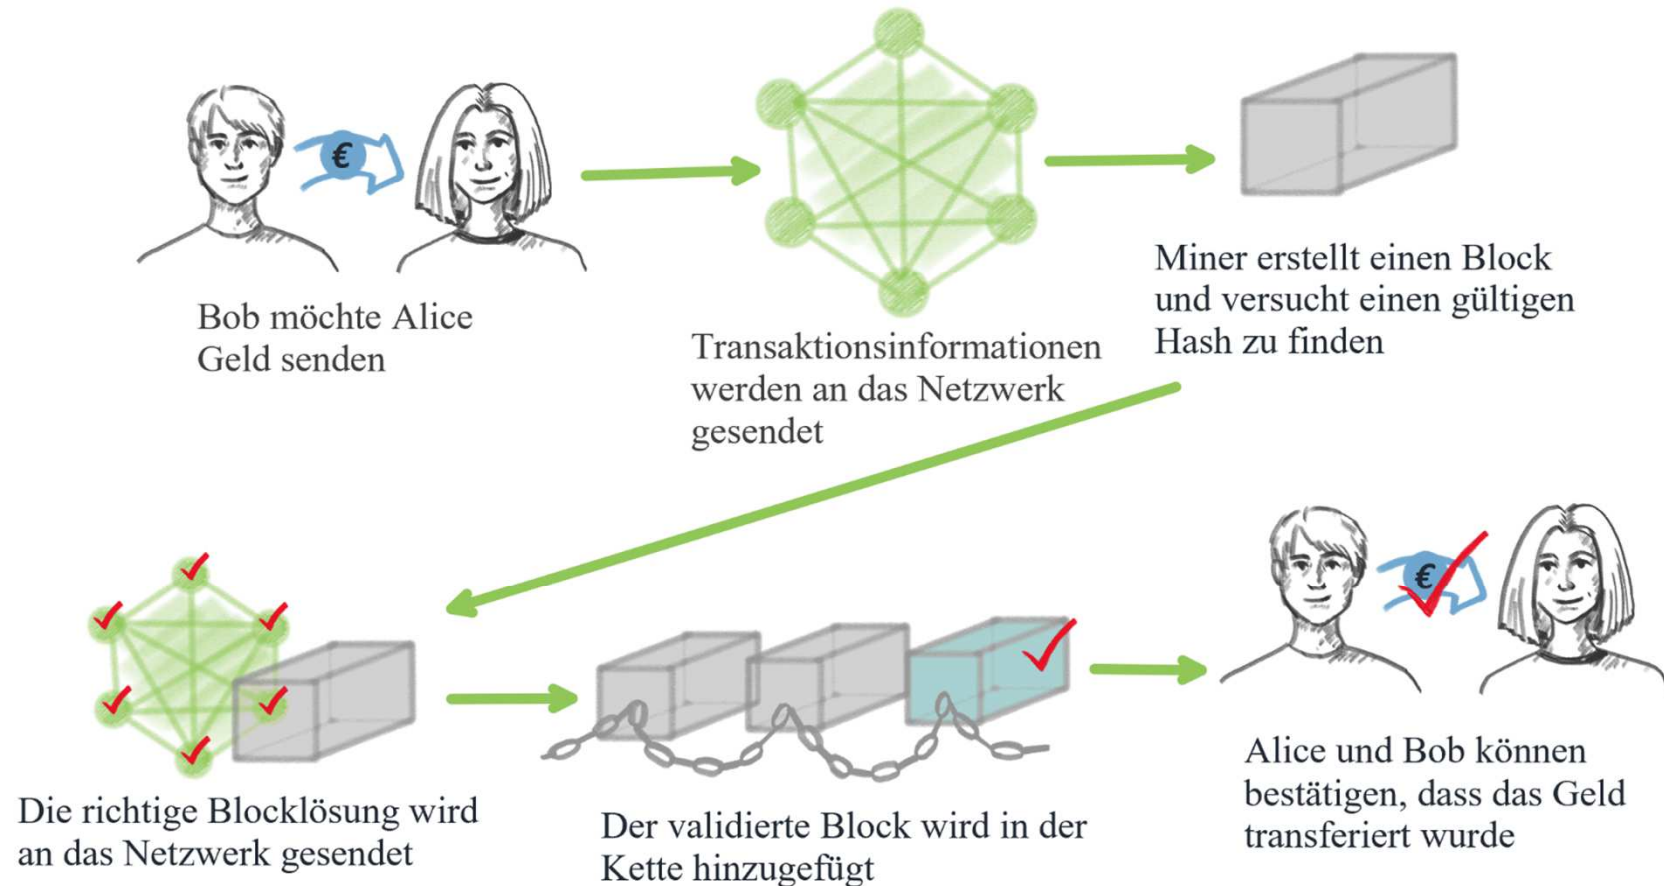 €
Bob möchte Alice
Geld senden
Transaktionsinformationen
werden an das Netzwerk
gesendet
Miner erstellt einen Block
und versucht einen gültigen
Hash zu finden
Die richtige Blocklösung wird
an das Netzwerk gesendet
Der validierte Block wird in der
Kette hinzugefügt
€
Alice und Bob können
bestätigen, dass das Geld
transferiert wurde